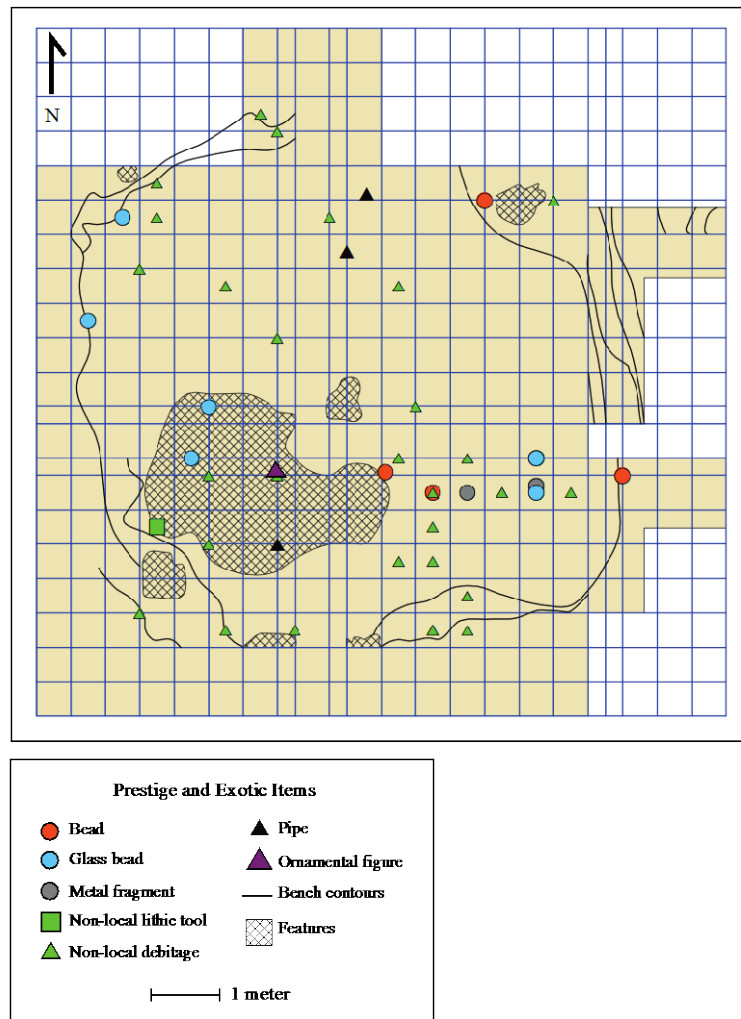 N
Prestige and Exotic Items
Bead
Glass bead
Metal fragment
Non-local lithic tool
Non-local debitage
Pipe
Ornamental figure
Bench contours
Features
1 meter